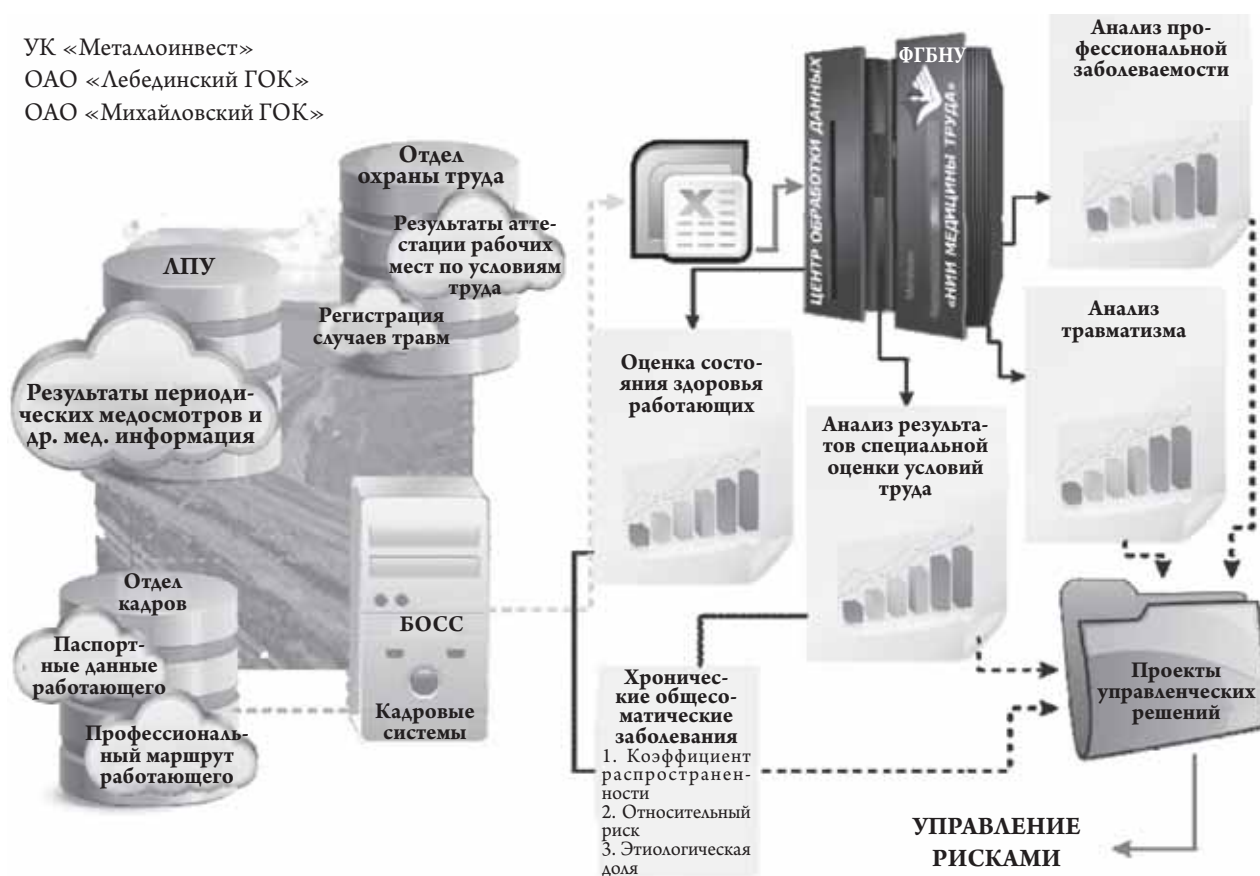 УК «Металлоинвест»
ОАО «Лебединский ГОК»
ОАО «Михайловский ГОК»
Отдел
охраны труда
Результаты атте-
стации рабочих
мест по условиям
труда
Регистрация
случаев травм
ЛПУ
Результаты периоди-
ческих медосмотров и
др. мед. информация
Отдел
кадров
Паспорт-
ные данные
работающего
Профессиональ-
ный маршрут
работающего
БОСС
Кадровые
системы
X
ЦЕНТР ОБРАБОТКИ ДАННЫХ
ФГБНУ
«НИИ МЕДИЦИНЫ ТРУДА»
Анализ про-
фессиональной
заболеваемости
Анализ
травматизма
Оценка состо-
яния здоровья
работающих
Анализ результа-
тов специальной
оценки условий
труда
Хроничес-
кие общесо-
матические
заболевания
1. Коэффициент
распространен-
ности
2. Относительный
риск
3. Этиологическая
доля
Проекты
управленческих
решений
УПРАВЛЕНИЕ
РИСКАМИ